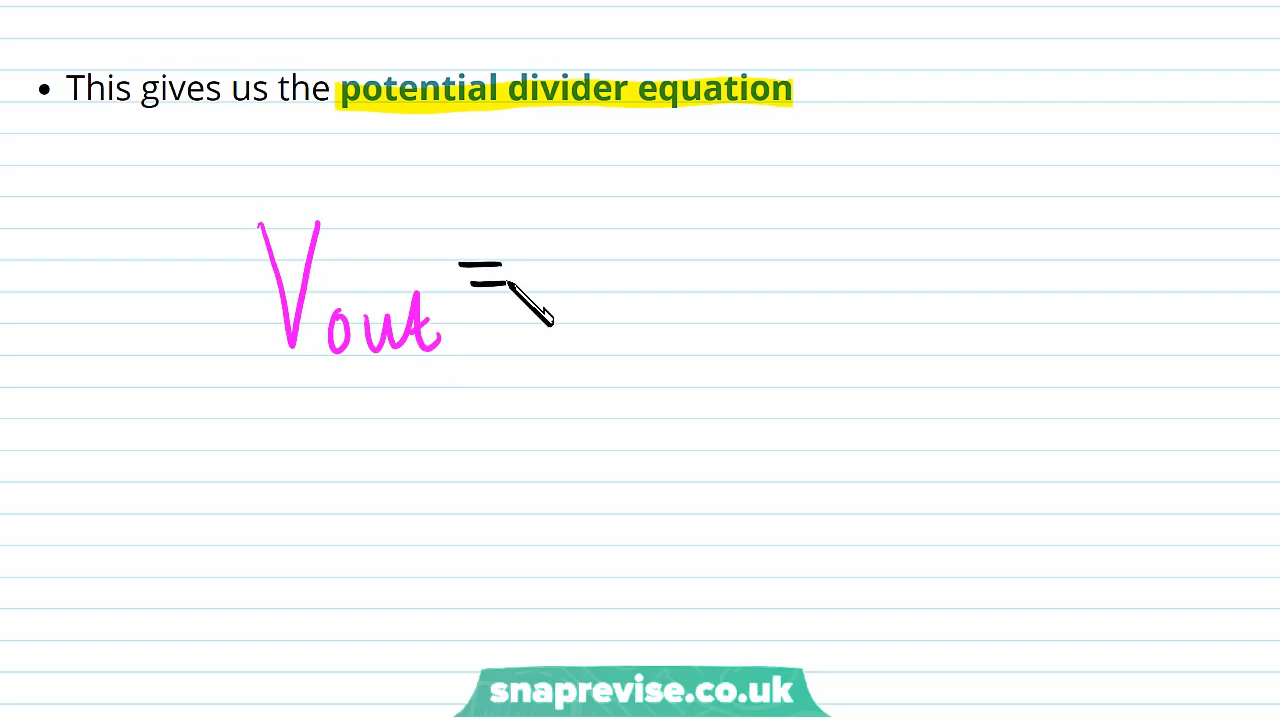 • This gives us the potential divider equation
Vout =
snaprevise.co.uk